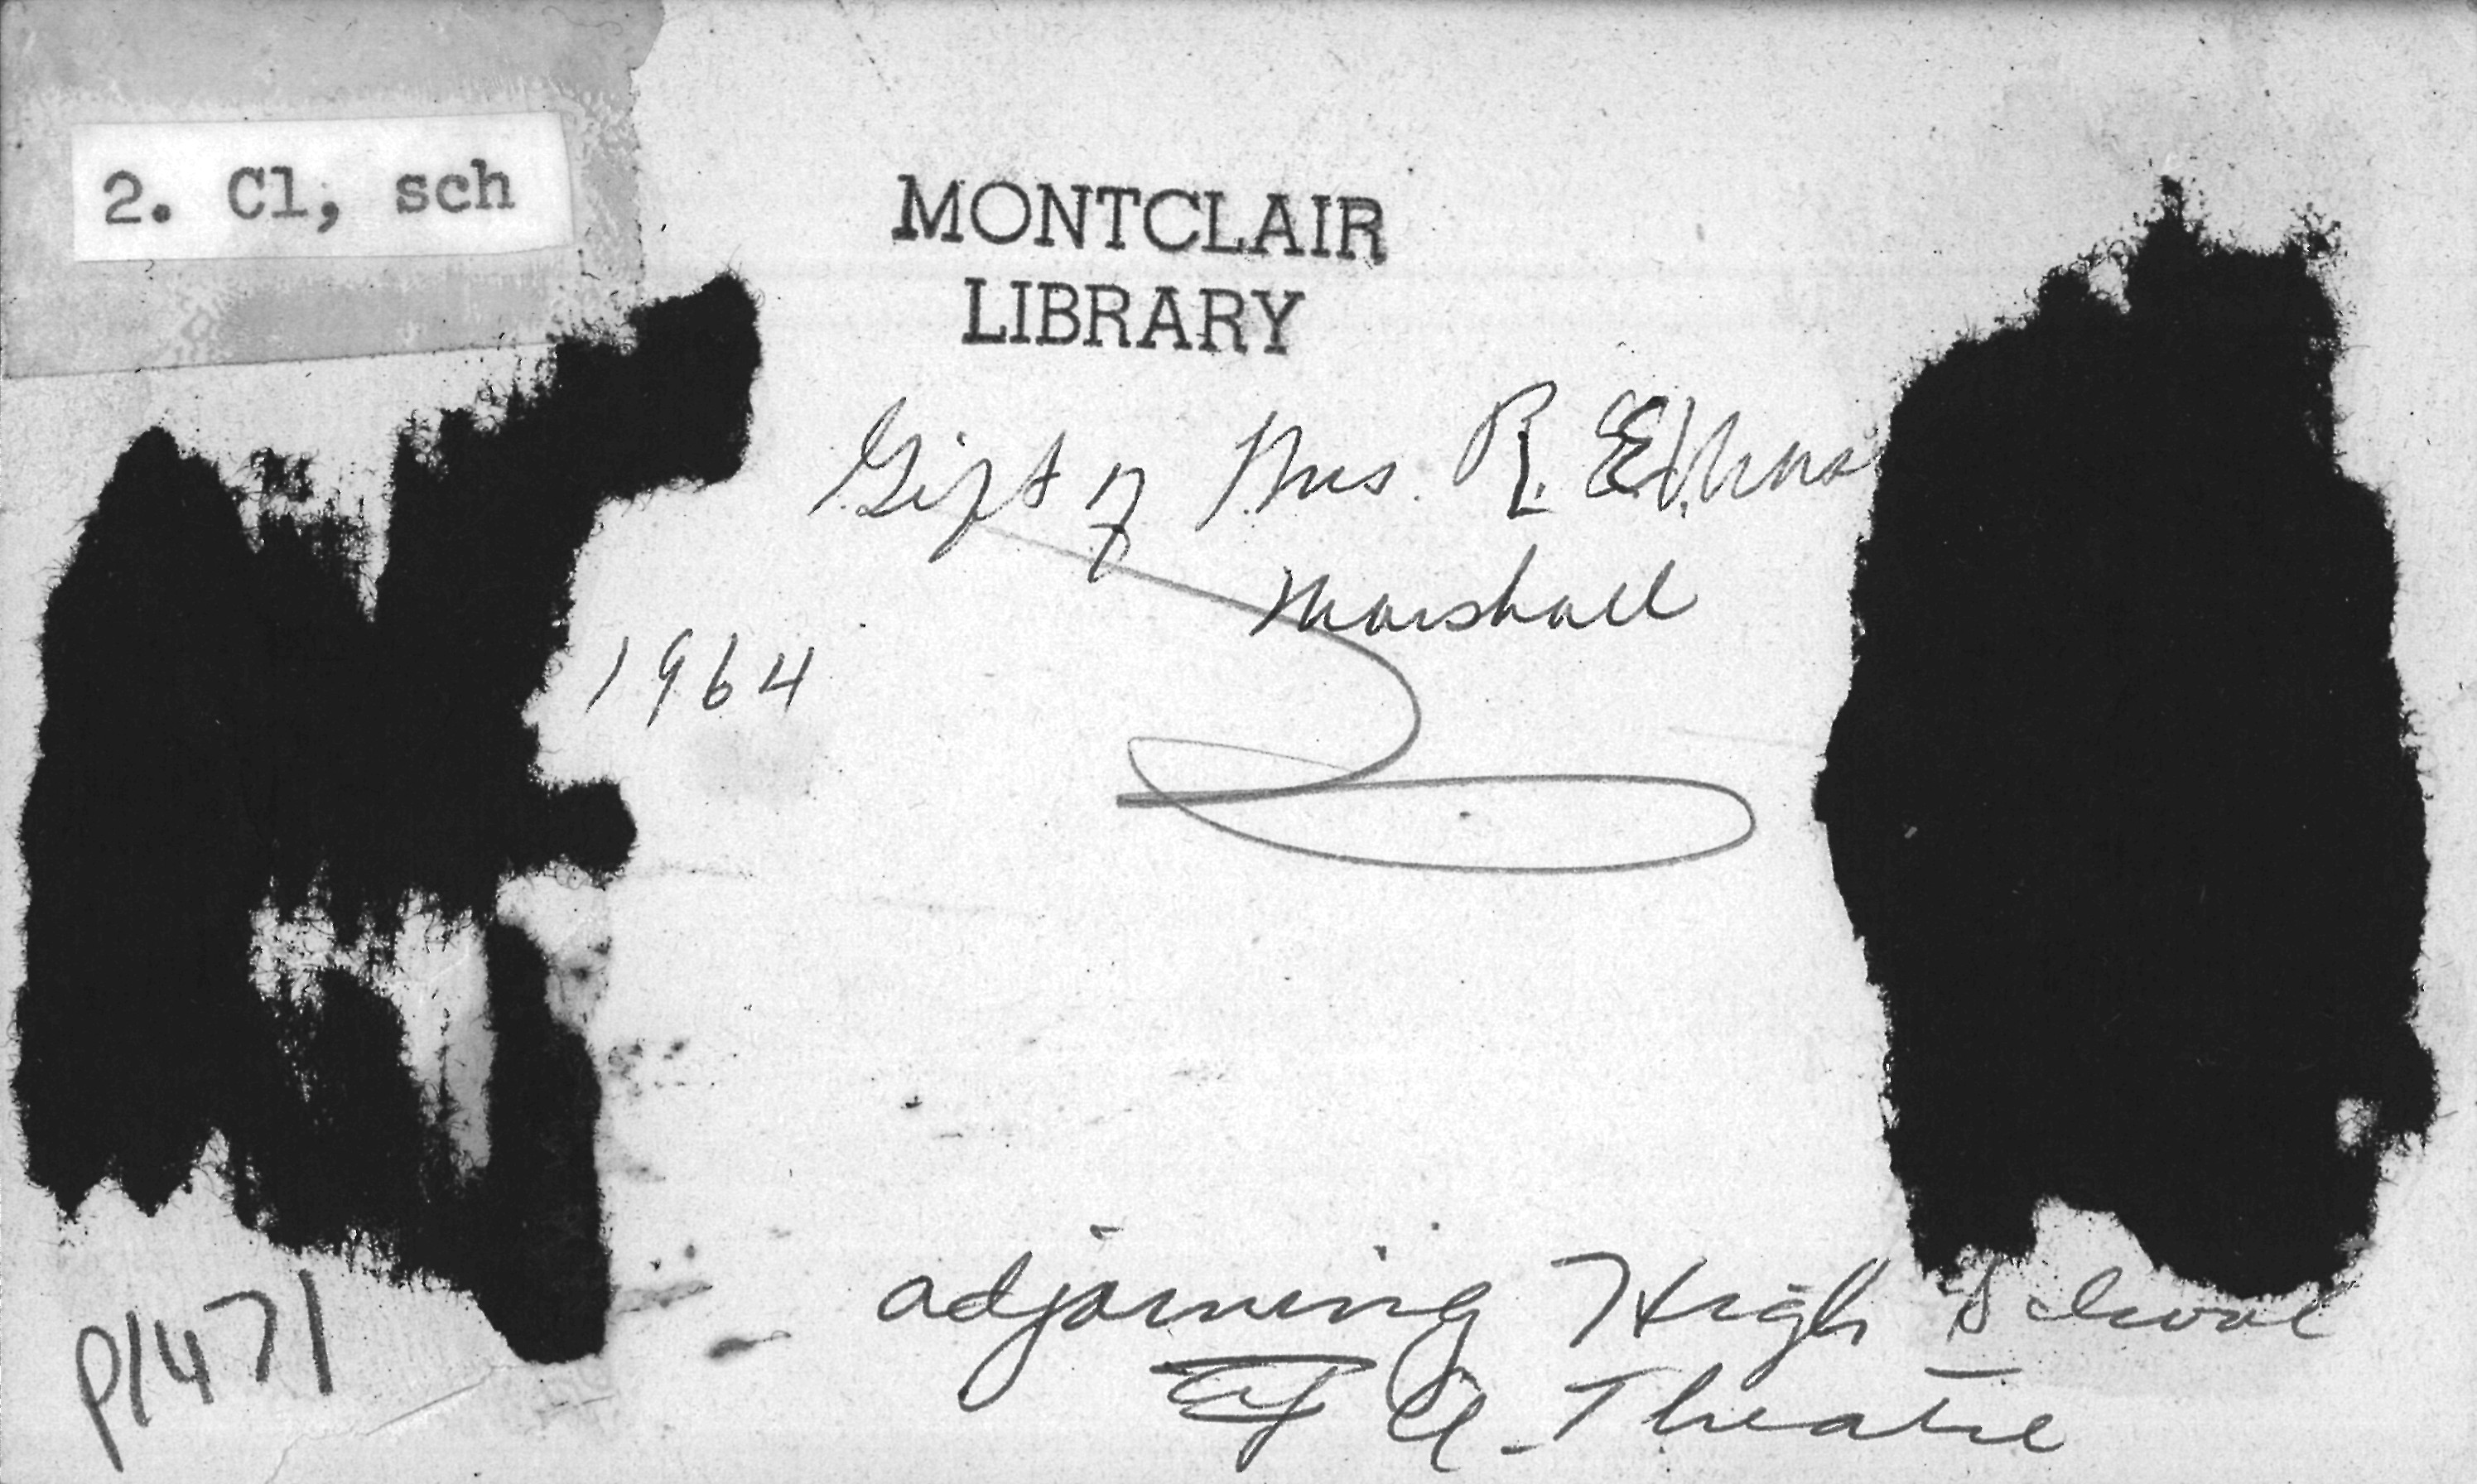 2. Cl, sch
MONTCLAIR
LIBRARY
Gift of Mrs. R.
Marshall
1964
adjoining High School
Theatre
P1471